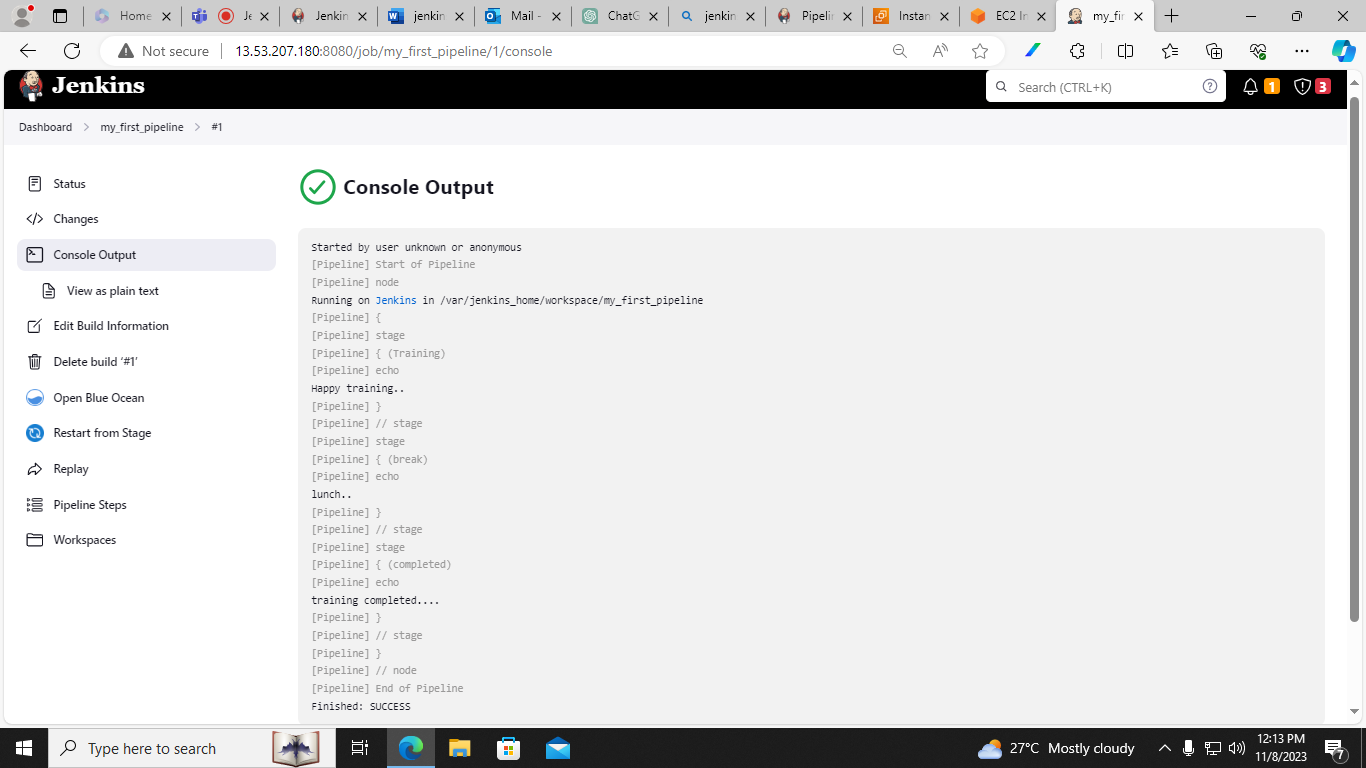 Home
Je
Jenkin
jenkin
Mail -
ChatG
jenkin
Pipelin
Instan
EC2 In
my_fir
Not secure
13.53.207.180:8080/job/my_first_pipeline/1/console
Jenkins
Search (CTRL+K)
1
3
Dashboard
my_first_pipeline
#1
Status
Changes
Console Output
View as plain text
Edit Build Information
Delete build ‘#1’
Open Blue Ocean
Restart from Stage
Replay
Pipeline Steps
Workspaces
Console Output
Started by user unknown or anonymous
[Pipeline] Start of Pipeline
[Pipeline] node
Running on Jenkins in /var/jenkins_home/workspace/my_first_pipeline
[Pipeline] {
[Pipeline] stage
[Pipeline] { (Training)
[Pipeline] echo
Happy training..
[Pipeline] }
[Pipeline] // stage
[Pipeline] stage
[Pipeline] { (break)
[Pipeline] echo
lunch..
[Pipeline] }
[Pipeline] // stage
[Pipeline] stage
[Pipeline] { (completed)
[Pipeline] echo
training completed....
[Pipeline] }
[Pipeline] // stage
[Pipeline] }
[Pipeline] // node
[Pipeline] End of Pipeline
Finished: SUCCESS
Type here to search
27°C Mostly cloudy
12:13 PM
11/8/2023
7